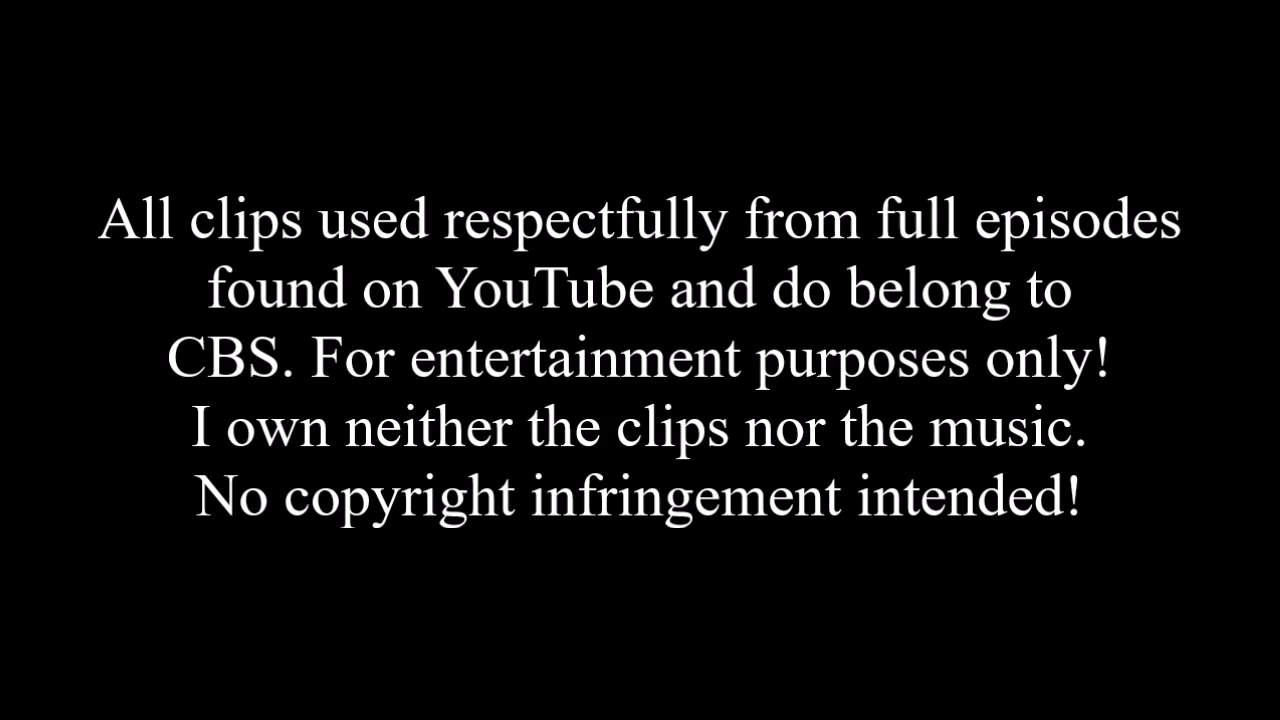 All clips used respectfully from full episodes
found on YouTube and do belong to
CBS. For entertainment purposes only!
I own neither the clips nor the music.
No copyright infringement intended!